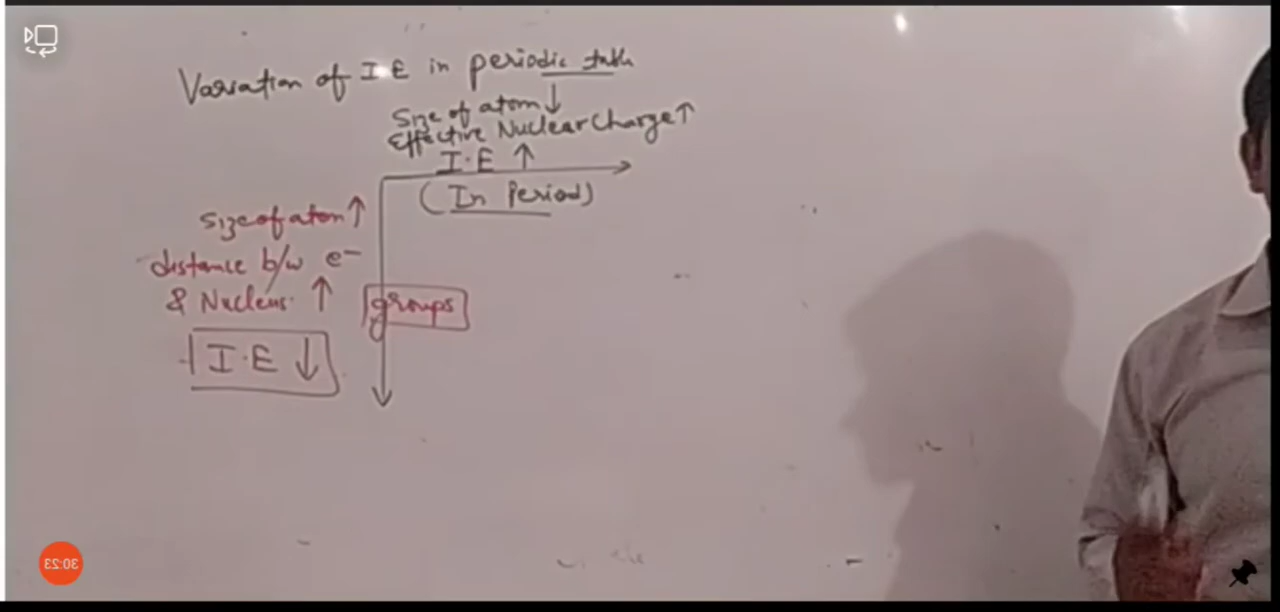 Variation of I.E in periodic table
Size of atom ↓
Effective Nuclear Charge ↑
I.E ↑
(In Period)
Size of atom ↑
distance b/w e⁻
& Nucleus ↑
groups
I.E ↓
30:23